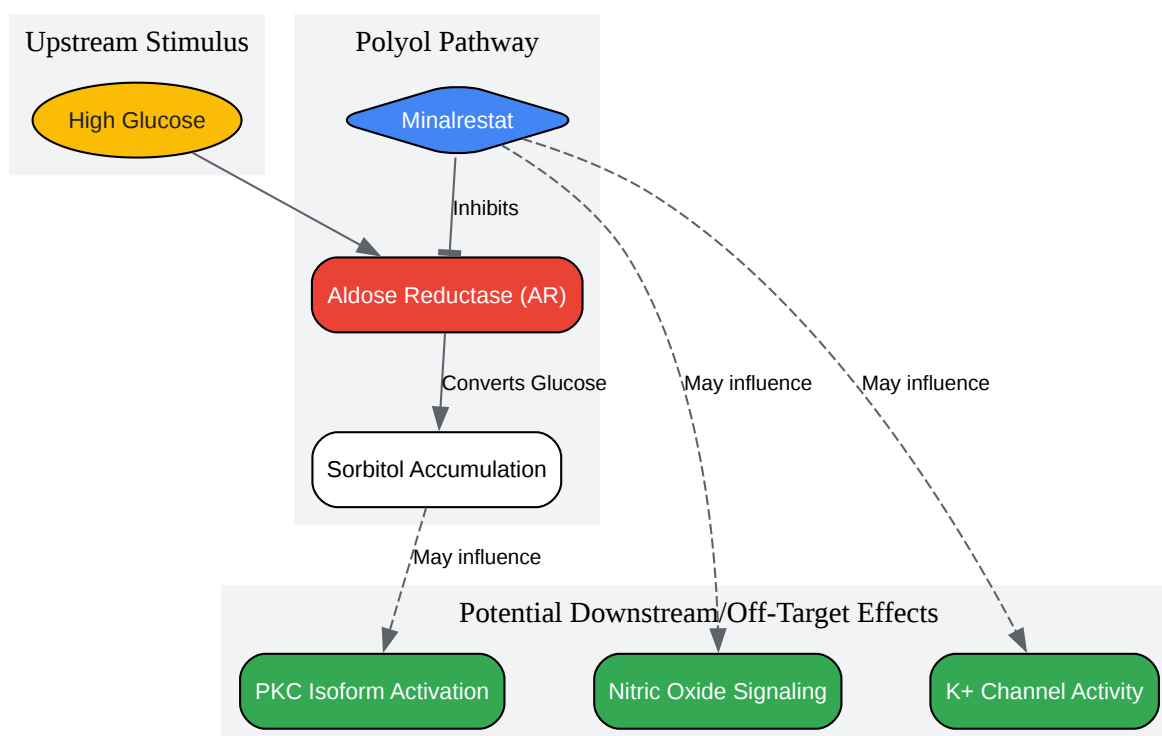 Upstream Stimulus
Polyol Pathway
High Glucose
Minalrestat
Inhibits
Aldose Reductase (AR)
Converts Glucose
May influence
May influence
Sorbitol Accumulation
May influence
Potential Downstream/Off-Target Effects
PKC Isoform Activation
Nitric Oxide Signaling
K+ Channel Activity